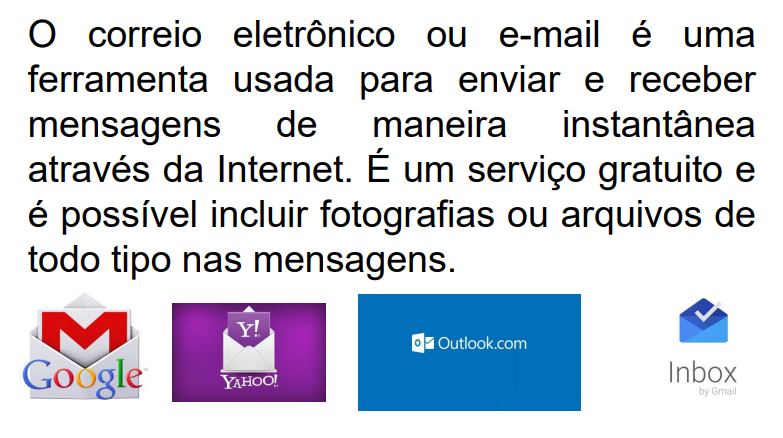 O correio eletrônico ou e-mail é uma
ferramenta usada para enviar e receber
mensagens de maneira instantânea
através da Internet. É um serviço gratuito e
é possível incluir fotografias ou arquivos de
todo tipo nas mensagens.
Google™
Y!
YAHOO!
Outlook.com
Inbox
by Gmail